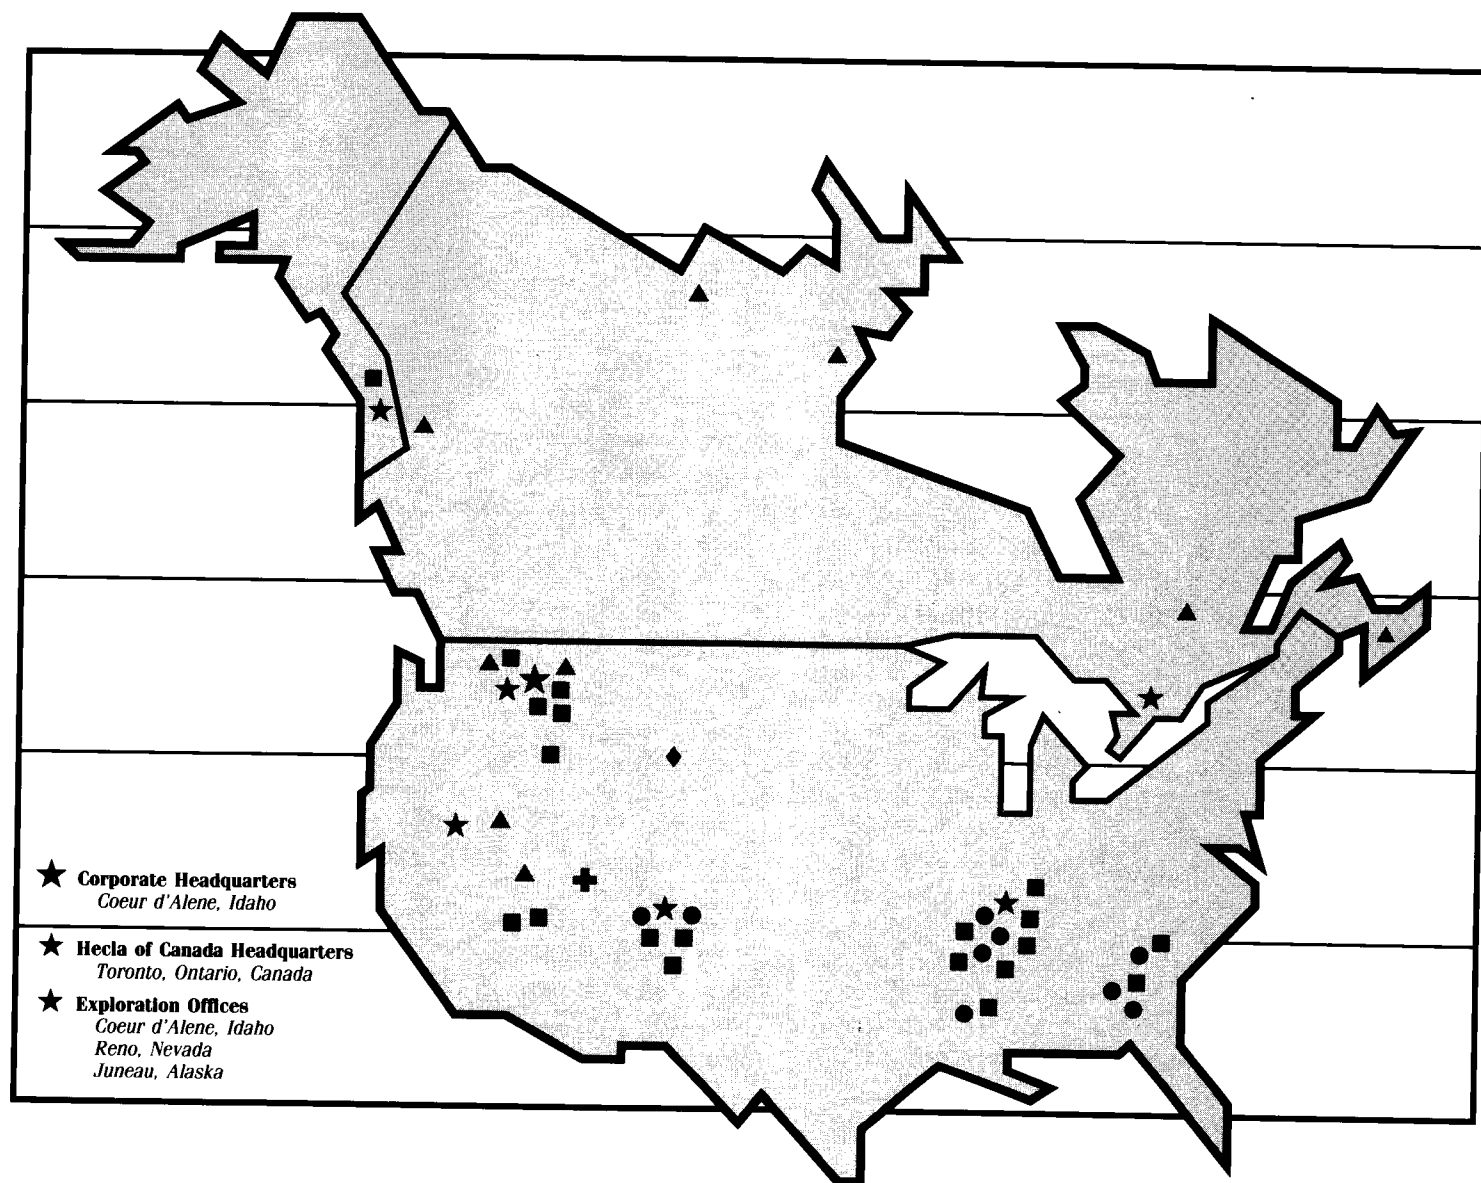 Corporate Headquarters
Coeur d'Alene, Idaho
Hecla of Canada Headquarters
Toronto, Ontario, Canada
Exploration Offices
Coeur d'Alene, Idaho
Reno, Nevada
Juneau, Alaska